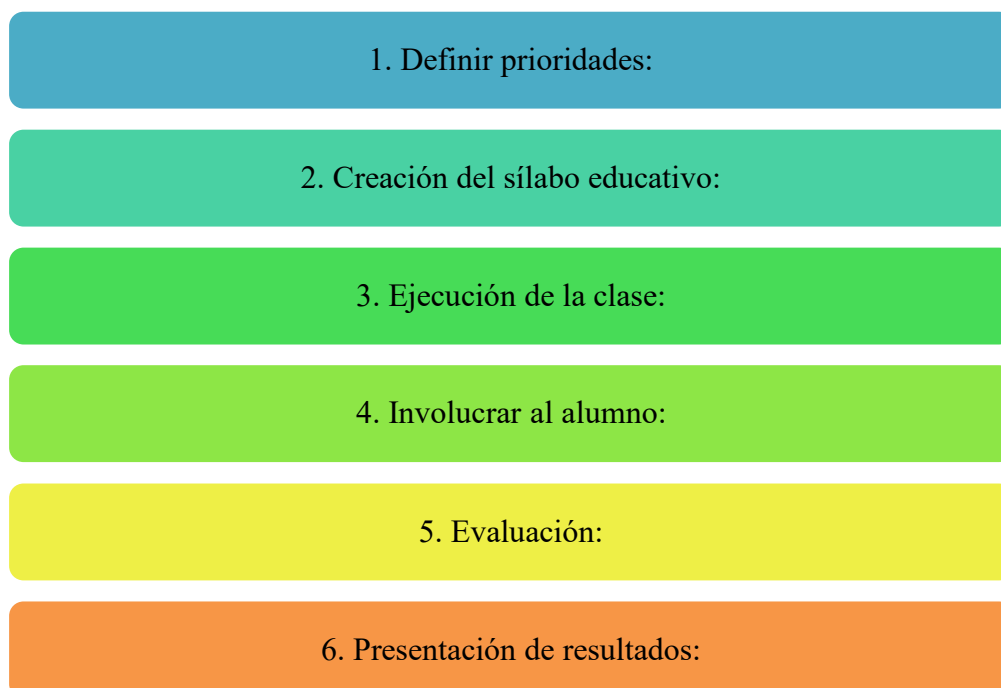 1. Definir prioridades:
2. Creación del sílabo educativo:
3. Ejecución de la clase:
4. Involucrar al alumno:
5. Evaluación:
6. Presentación de resultados: